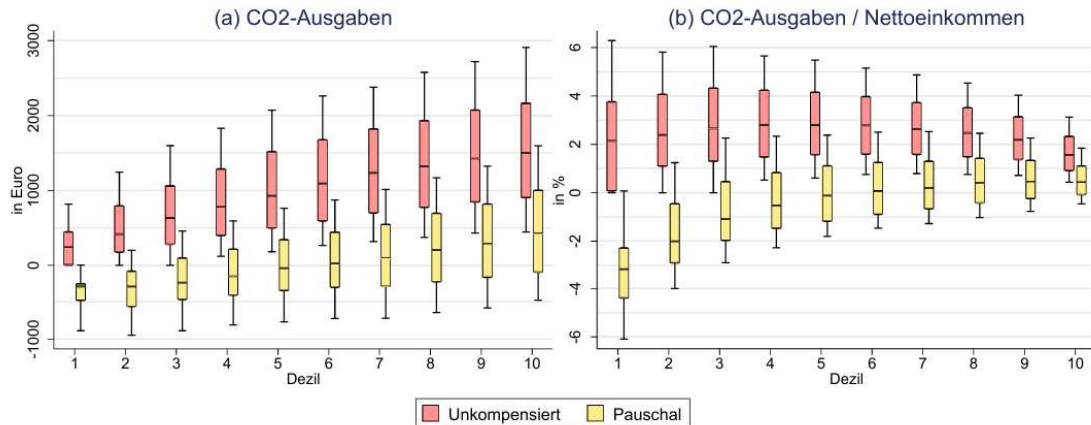 (a) CO2-Ausgaben
(b) CO2-Ausgaben / Nettoeinkommen
in Euro
3000
2000
1000
0
-1000
1 2 3 4 5 6 7 8 9 10
Dezil
in %
6
4
2
0
-2
-4
-6
1 2 3 4 5 6 7 8 9 10
Dezil
Unkompensiert Pauschal